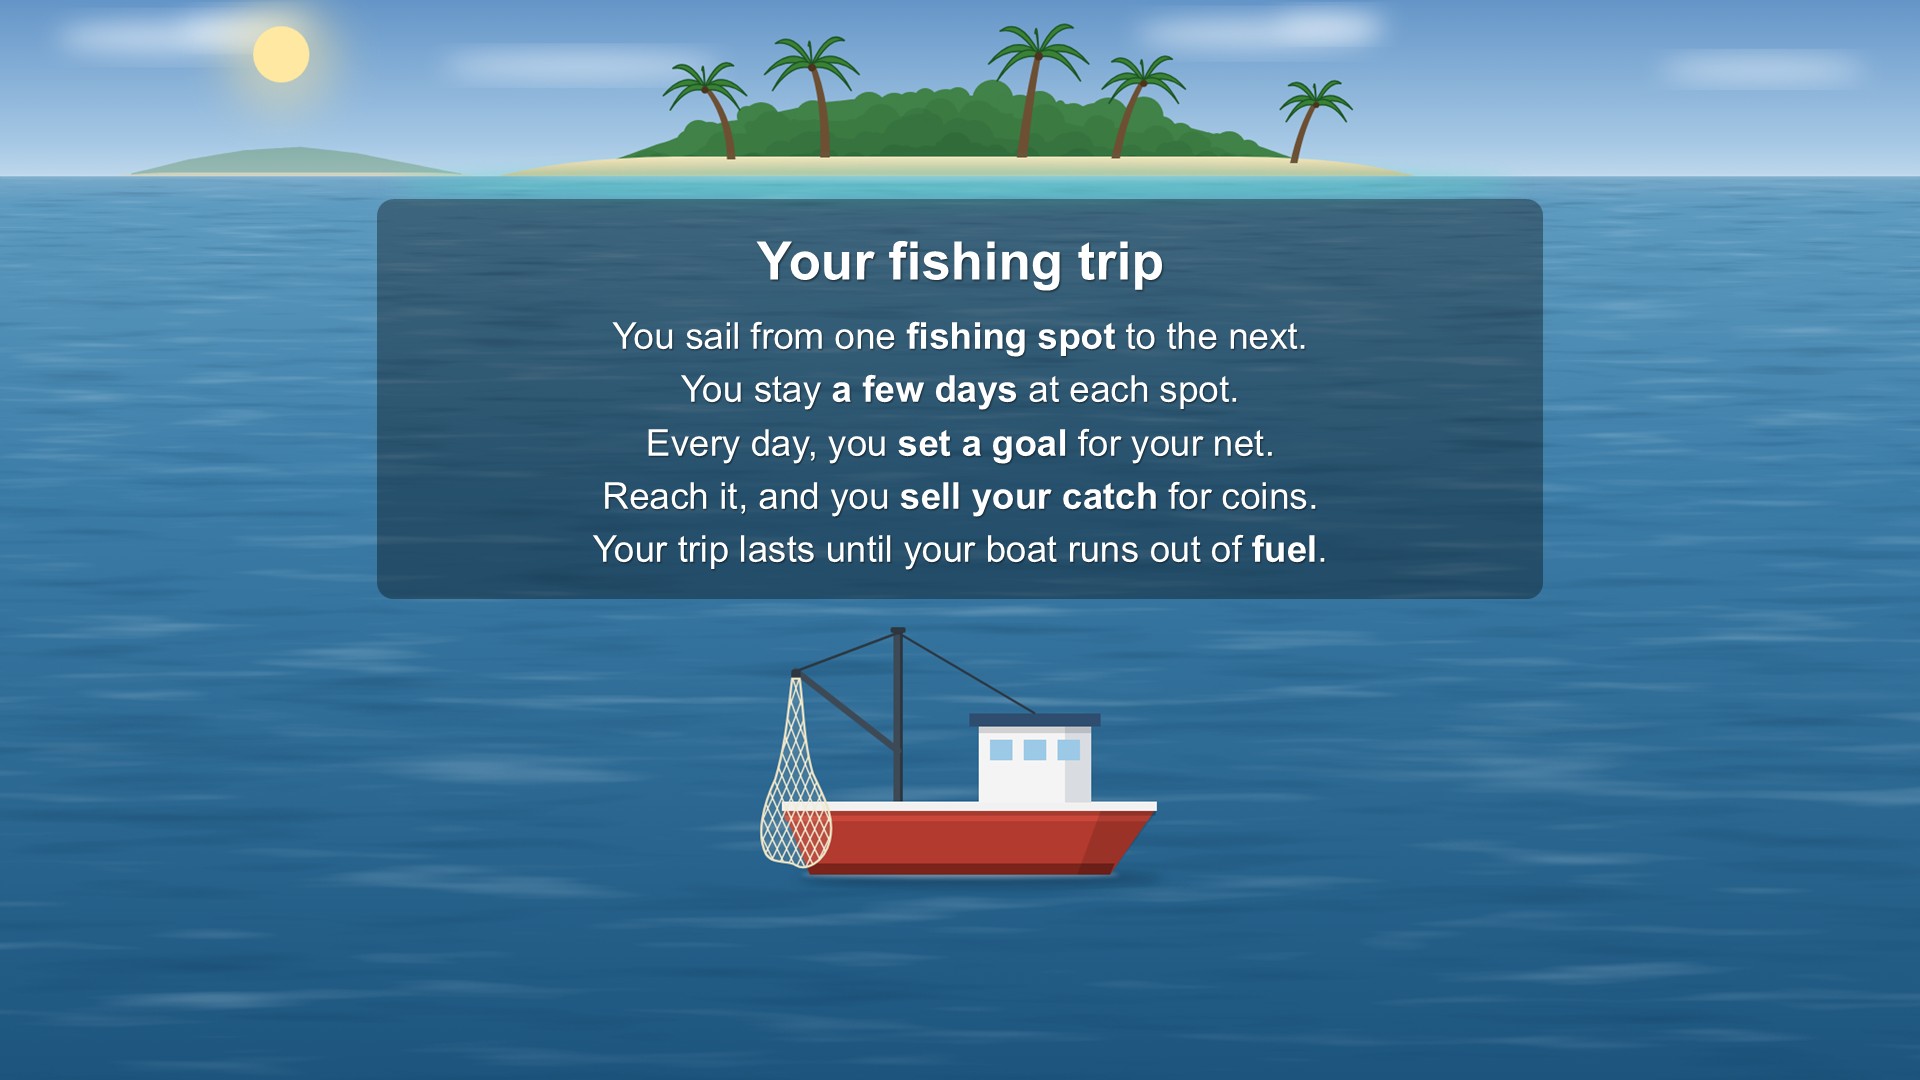 Your fishing trip
You sail from one fishing spot to the next.
You stay a few days at each spot.
Every day, you set a goal for your net.
Reach it, and you sell your catch for coins.
Your trip lasts until your boat runs out of fuel.